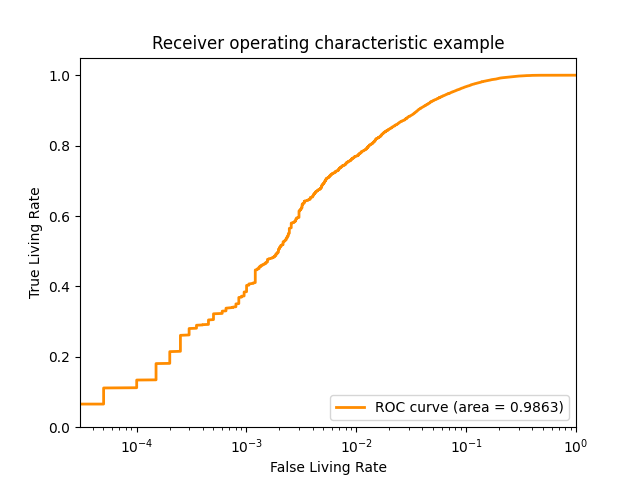 Receiver operating characteristic example
True Living Rate
1.0
0.8
0.6
0.4
0.2
0.0
10⁻⁴
10⁻³
10⁻²
10⁻¹
10⁰
False Living Rate
ROC curve (area = 0.9863)